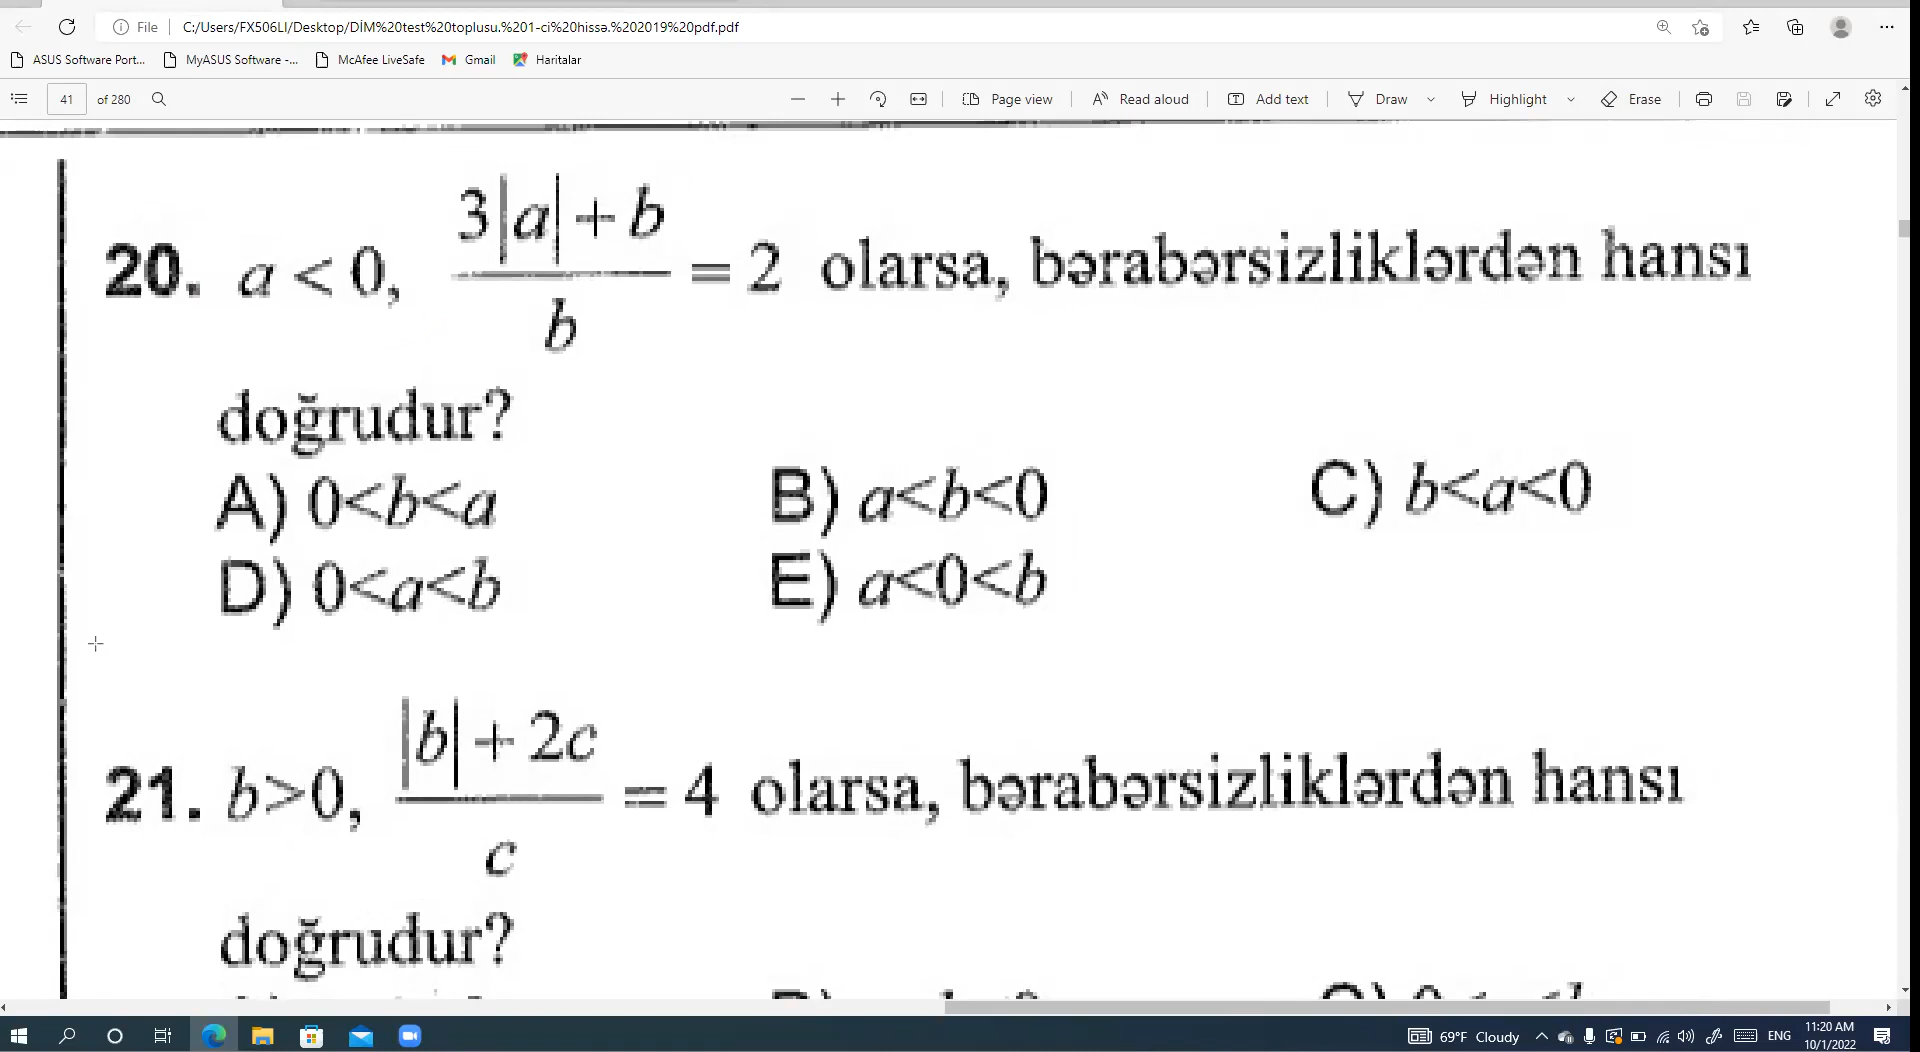 File C:/Users/FX506LI/Desktop/DİM%20test%20toplusu.%201-ci%20hissə.%202019%20pdf.pdf
ASUS Software Port... MyASUS Software -... McAfee LiveSafe Gmail Haritalar
41 of 280 Page view Read aloud Add text Draw Highlight Erase
20. a < 0, (3|a| + b)/b = 2 olarsa, bərabərsizliklərdən hansı
doğrudur?
A) 0<b<a B) a<b<0 C) b<a<0
D) 0<a<b E) a<0<b
21. b>0, (|b| + 2c)/c = 4 olarsa, bərabərsizliklərdən hansı
doğrudur?
69°F Cloudy ENG 11:20 AM
10/1/2022